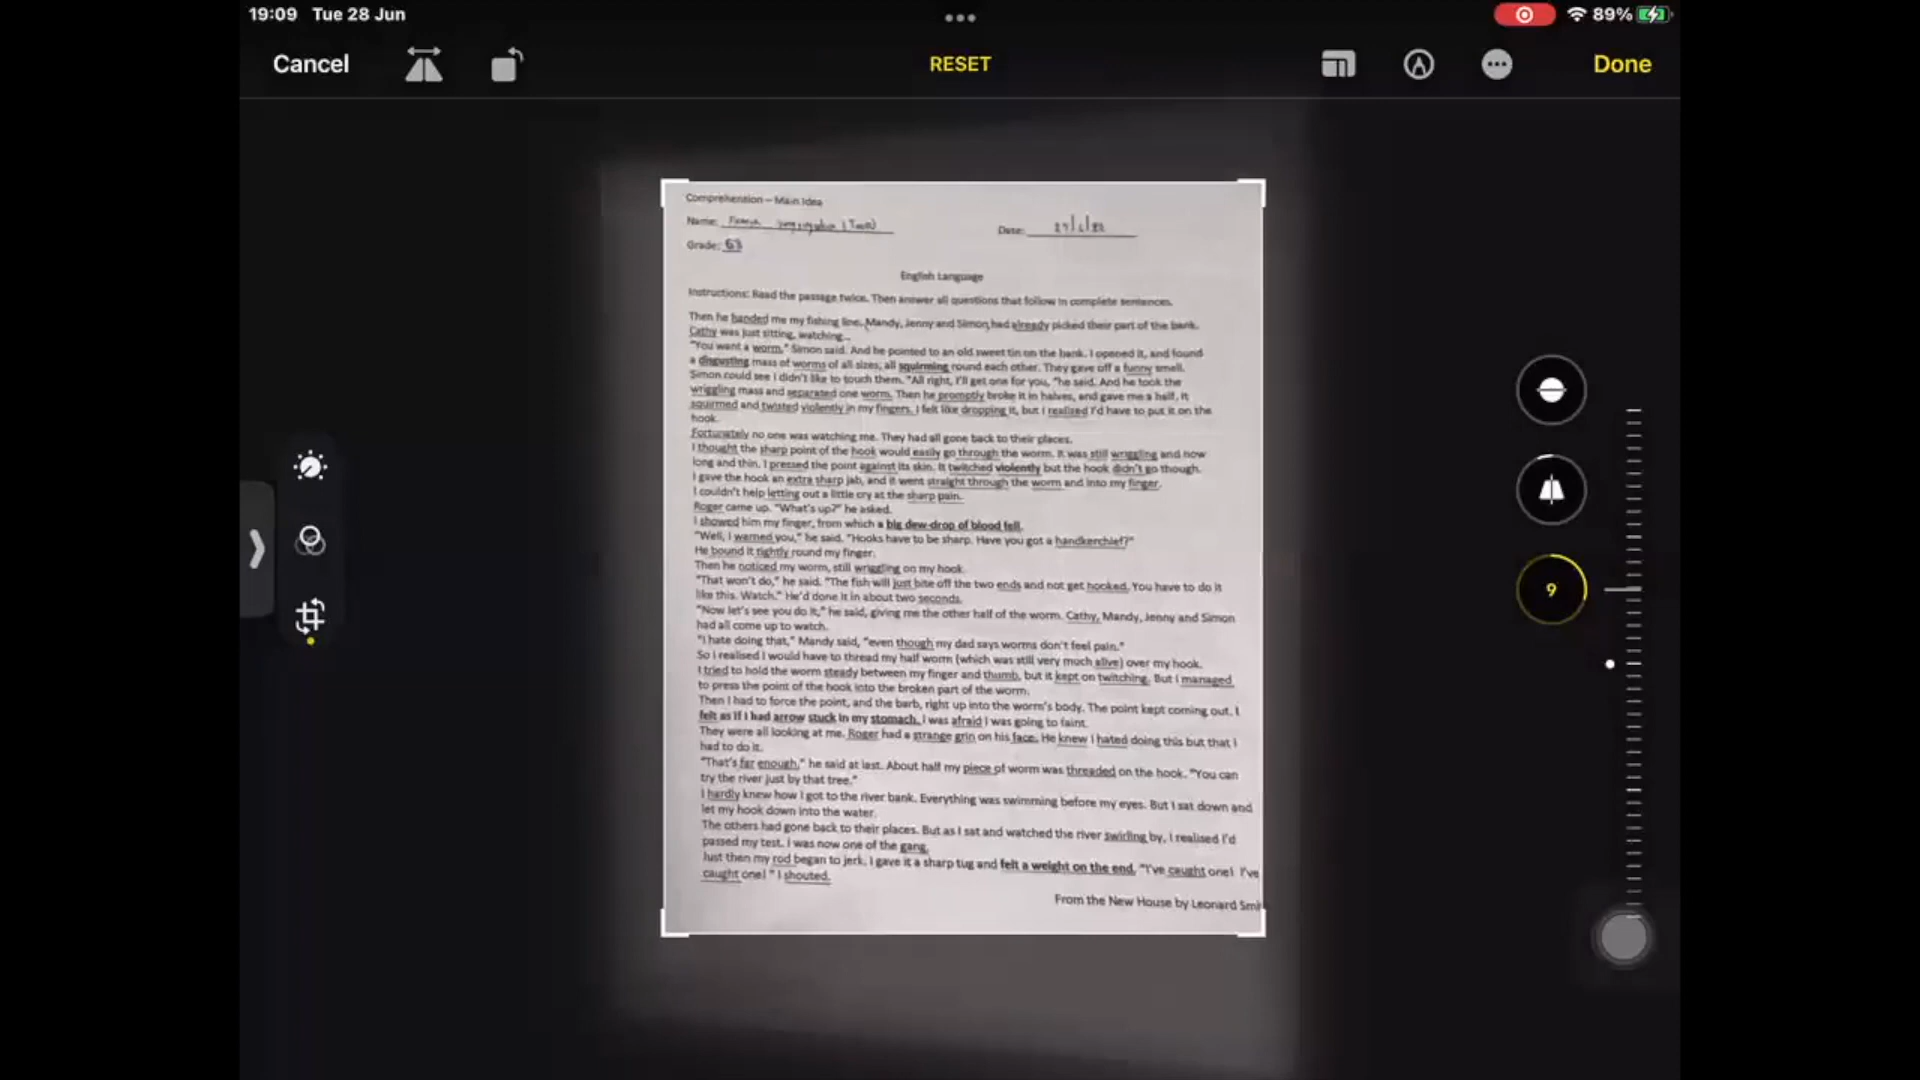 19:09 Tue 28 Jun
89%
Cancel
RESET
Done
Comprehension – Main Idea
Name:
Date:
Grade: G3
English Language
Instructions: Read the passage twice. Then answer all questions that follow in complete sentences.
Then he handed me my fishing line. Mandy, Jenny and Simon had already picked their part of the bank.
Cathy was just sitting, watching...
"You want a worm," Simon said. And he pointed to an old sweet tin on the bank. I opened it, and found
a disgusting mass of worms of all sizes, all squirming round each other. They gave off a funny smell.
Simon could see I didn't like to touch them. "All right, I'll get one for you, "he said. And he took the
wriggling mass and separated one worm. Then he promptly broke it in halves, and gave me a half. It
squirmed and twisted violently in my fingers. I felt like dropping it, but I realised I'd have to put it on the
hook.
Fortunately no one was watching me. They had all gone back to their places.
I thought the sharp point of the hook would easily go through the worm. It was still wriggling and now
long and thin. I pressed the point against its skin. It twitched violently but the hook didn't go though.
I gave the hook an extra sharp jab, and it went straight through the worm and into my finger.
I couldn't help letting out a little cry at the sharp pain.
Roger came up. "What's up?" he asked.
I showed him my finger, from which a big dew-drop of blood fell.
"Well, I warned you," he said. "Hooks have to be sharp. Have you got a handkerchief?"
He bound it tightly round my finger.
Then he noticed my worm, still wriggling on my hook.
"That won't do," he said. "The fish will just bite off the two ends and not get hooked. You have to do it
like this. Watch." He'd done it in about two seconds.
"Now let's see you do it," he said, giving me the other half of the worm. Cathy, Mandy, Jenny and Simon
had all come up to watch.
"I hate doing that," Mandy said, "even though my dad says worms don't feel pain."
So I realised I would have to thread my half worm (which was still very much alive) over my hook.
I tried to hold the worm steady between my finger and thumb, but it kept on twitching. But I managed
to press the point of the hook into the broken part of the worm.
Then I had to force the point, and the barb, right up into the worm's body. The point kept coming out. I
felt as if I had arrow stuck in my stomach. I was afraid I was going to faint.
They were all looking at me. Roger had a strange grin on his face. He knew I hated doing this but that I
had to do it.
"That's far enough," he said at last. About half my piece of worm was threaded on the hook. "You can
try the river just by that tree."
I hardly knew how I got to the river bank. Everything was swimming before my eyes. But I sat down and
let my hook down into the water.
The others had gone back to their places. But as I sat and watched the river swirling by, I realised I'd
passed my test. I was now one of the gang.
Just then my rod began to jerk. I gave it a sharp tug and felt a weight on the end. "I've caught one! I've
caught one! " I shouted.
From the New House by Leonard Smi
9